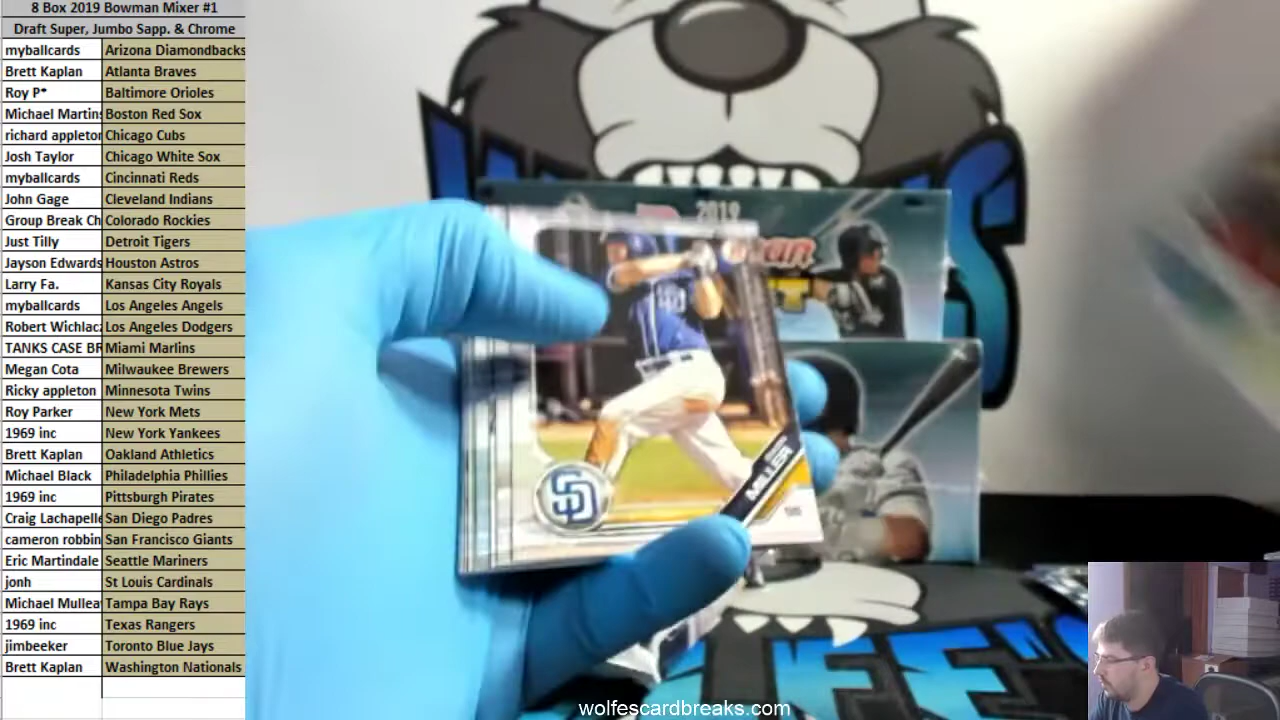 8 Box 2019 Bowman Mixer #1
Draft Super, Jumbo Sapp. & Chrome
myballcards Arizona Diamondbacks
Brett Kaplan Atlanta Braves
Roy P* Baltimore Orioles
Michael Martins Boston Red Sox
richard appleton Chicago Cubs
Josh Taylor Chicago White Sox
myballcards Cincinnati Reds
John Gage Cleveland Indians
Group Break Ch Colorado Rockies
Just Tilly Detroit Tigers
Jayson Edwards Houston Astros
Larry Fa. Kansas City Royals
myballcards Los Angeles Angels
Robert Wichlac Los Angeles Dodgers
TANKS CASE BR Miami Marlins
Megan Cota Milwaukee Brewers
Ricky appleton Minnesota Twins
Roy Parker New York Mets
1969 inc New York Yankees
Brett Kaplan Oakland Athletics
Michael Black Philadelphia Phillies
1969 inc Pittsburgh Pirates
Craig Lachapelle San Diego Padres
cameron robbin San Francisco Giants
Eric Martindale Seattle Mariners
jonh St Louis Cardinals
Michael Mullea Tampa Bay Rays
1969 inc Texas Rangers
jimbeeker Toronto Blue Jays
Brett Kaplan Washington Nationals
2019
SD
MILLER
wolfescardbreaks.com